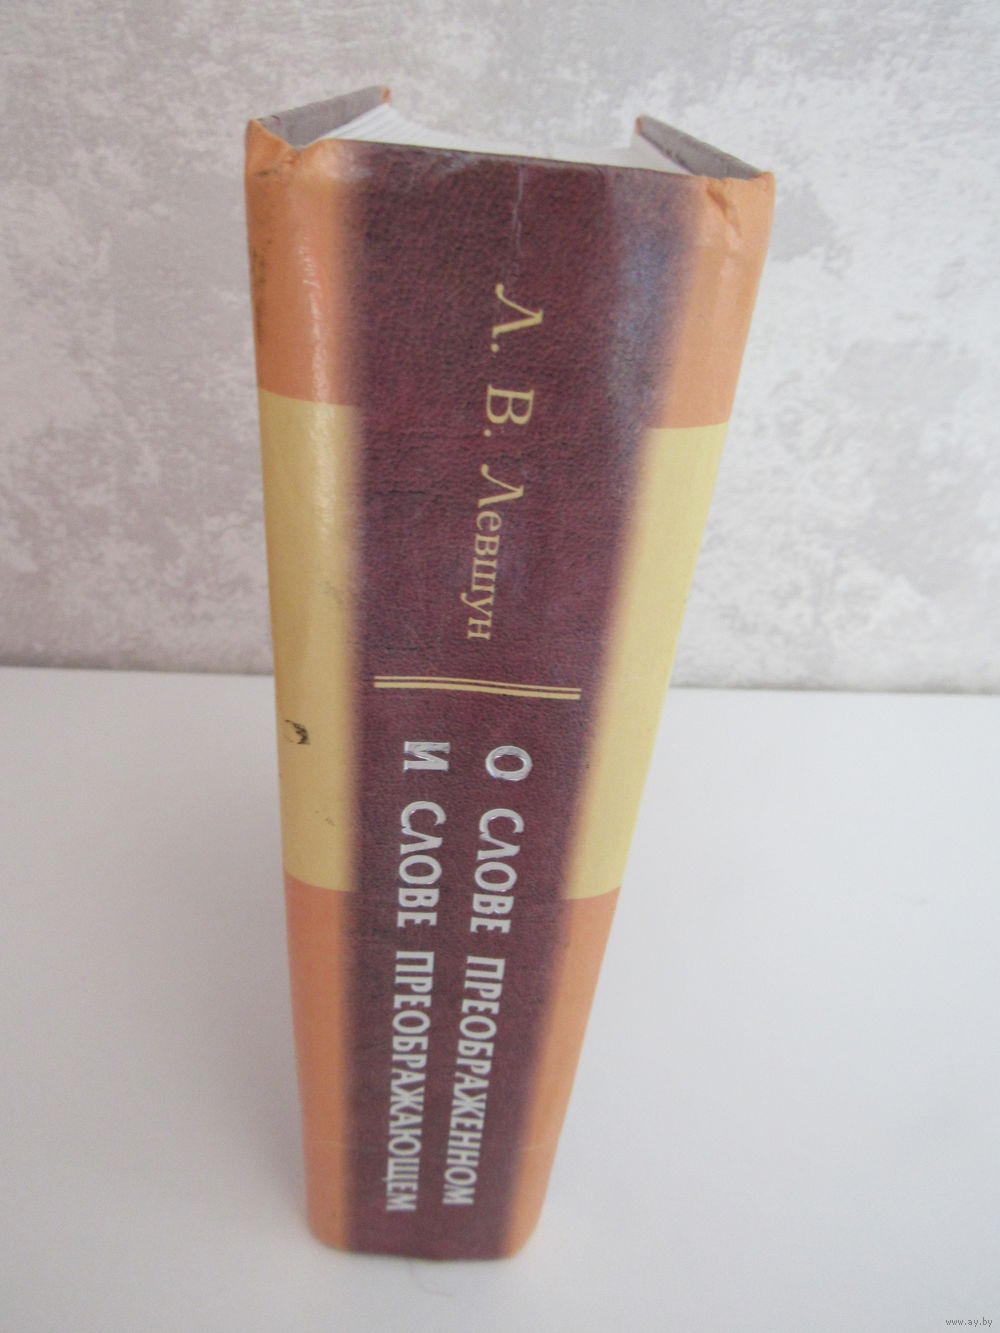 Л. В. Левшун
О СЛОВЕ ПРЕОБРАЖЕННОМ
И СЛОВЕ ПРЕОБРАЖАЮЩЕМ
www.ay.by